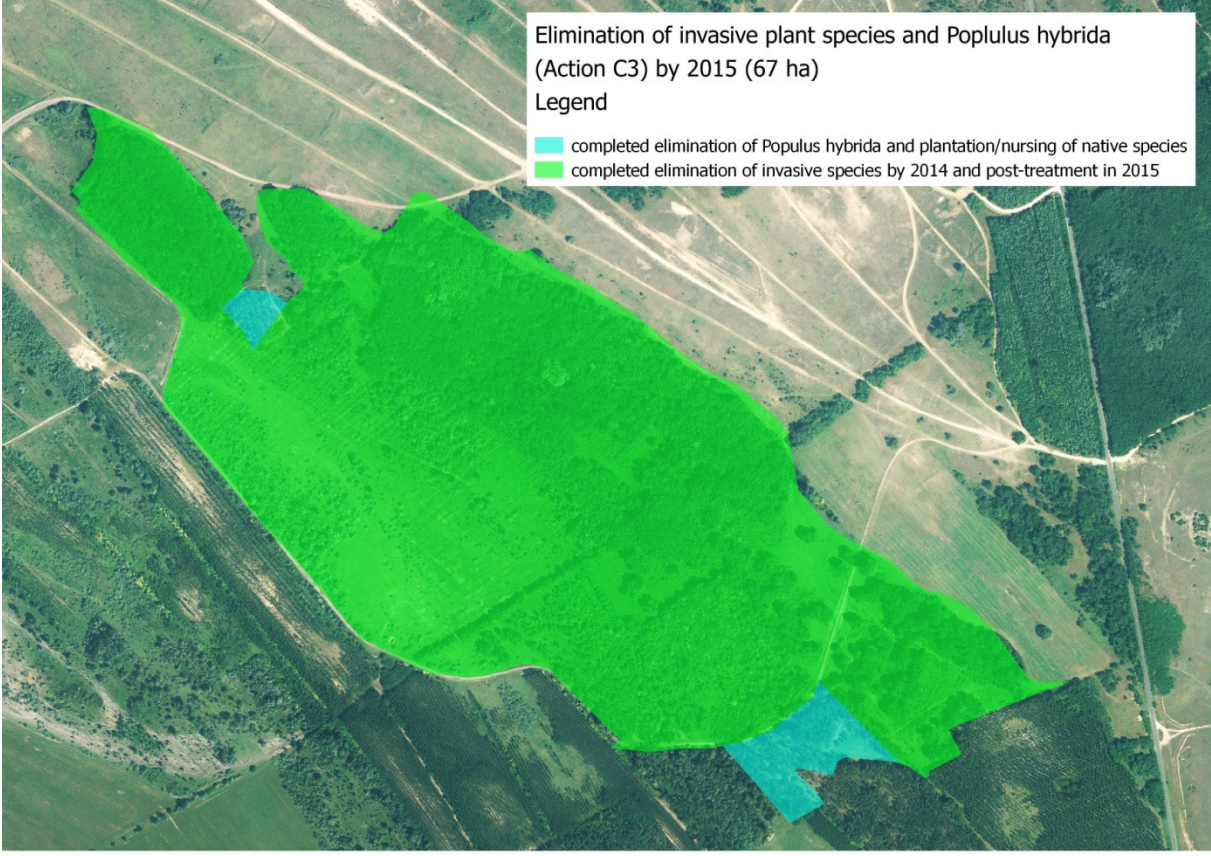 Elimination of invasive plant species and Poplulus hybrida
(Action C3) by 2015 (67 ha)
Legend
completed elimination of Populus hybrida and plantation/nursing of native species
completed elimination of invasive species by 2014 and post-treatment in 2015